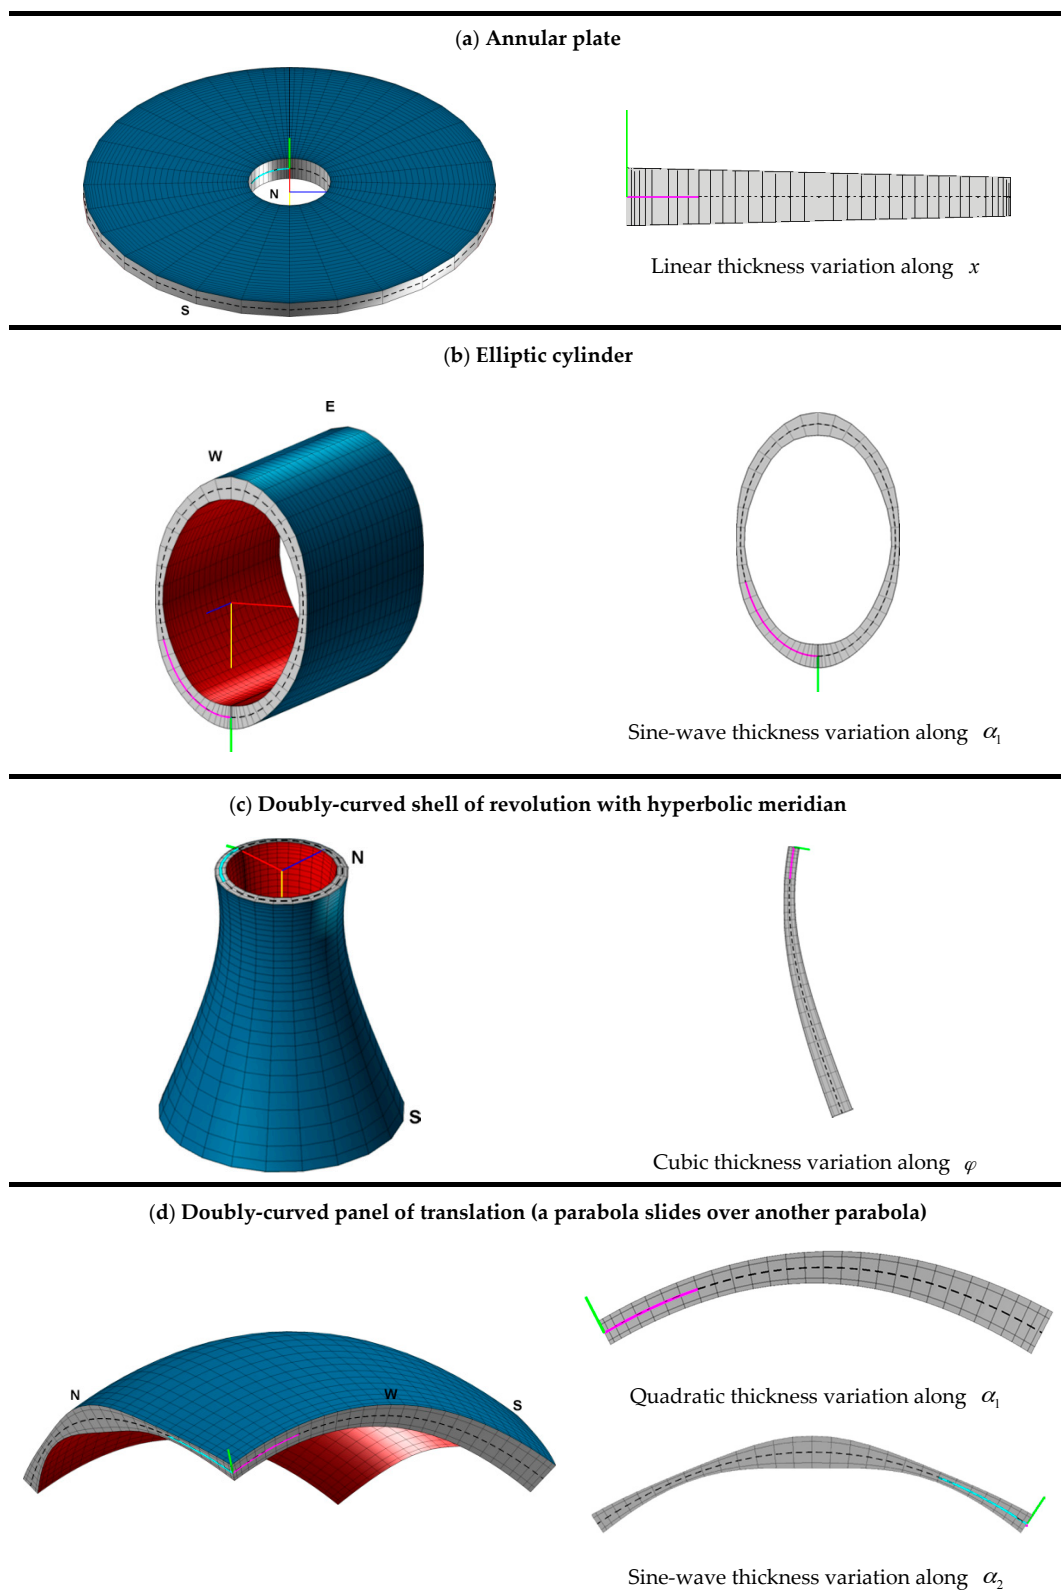 (a) Annular plate
N
S
Linear thickness variation along x
(b) Elliptic cylinder
E
W
Sine-wave thickness variation along α₁
(c) Doubly-curved shell of revolution with hyperbolic meridian
N
S
Cubic thickness variation along φ
(d) Doubly-curved panel of translation (a parabola slides over another parabola)
N
W
S
Quadratic thickness variation along α₁
Sine-wave thickness variation along α₂